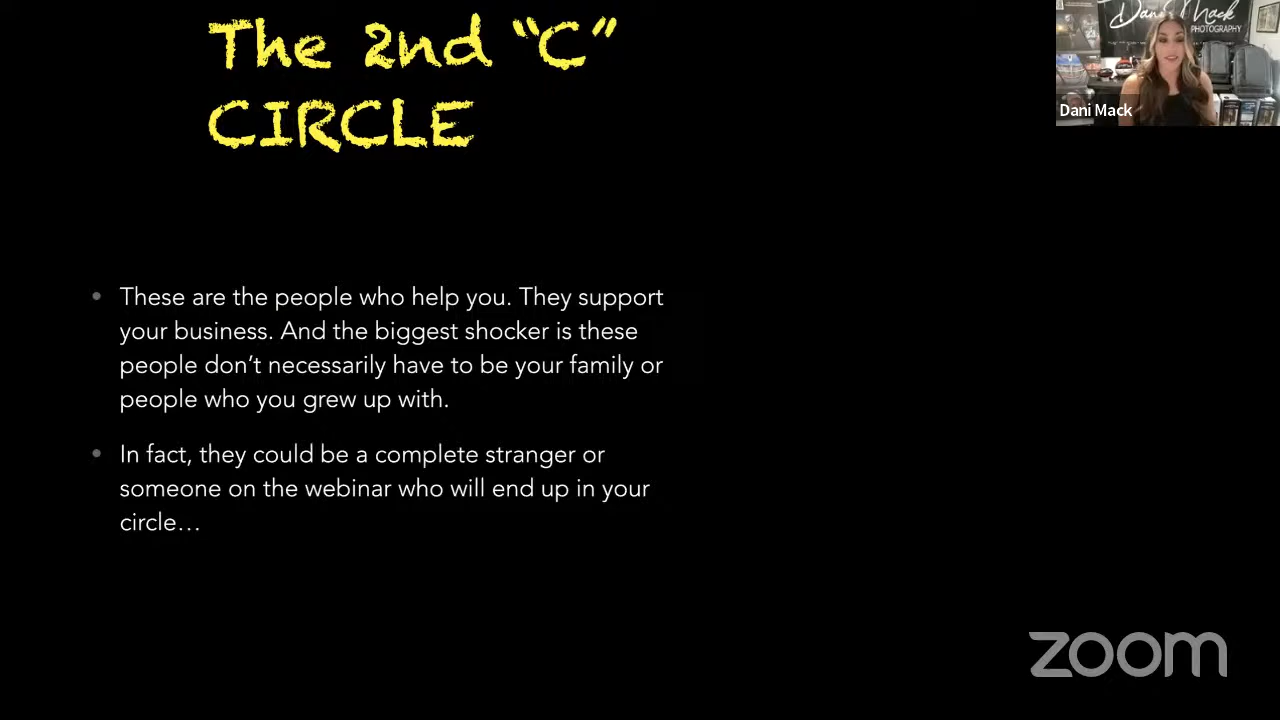 The 2nd “C”
CIRCLE
Dani Mack
PHOTOGRAPHY
Dani Mack
• These are the people who help you. They support
your business. And the biggest shocker is these
people don’t necessarily have to be your family or
people who you grew up with.
• In fact, they could be a complete stranger or
someone on the webinar who will end up in your
circle…
zoom